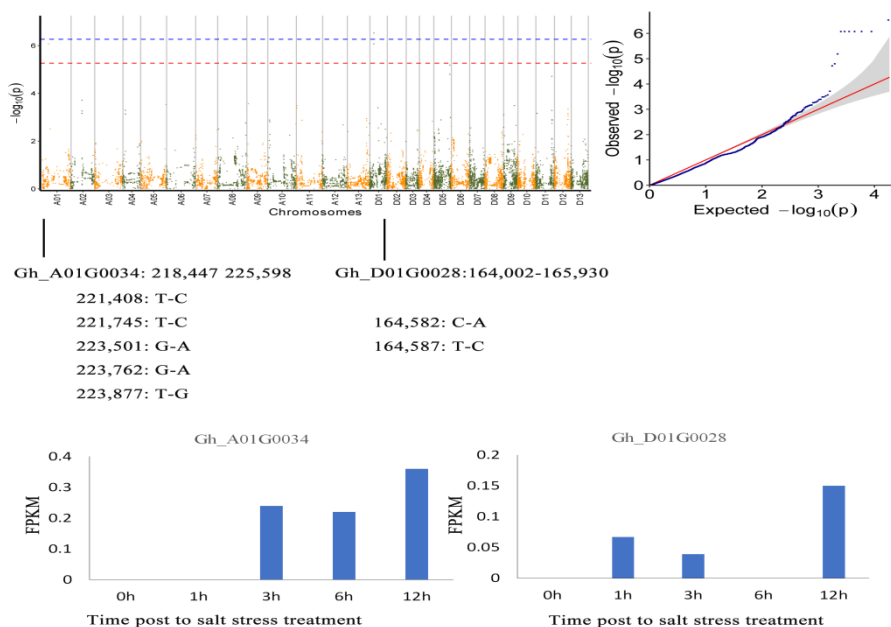 6
4
2
0
−log₁₀(p)
A01 A02 A03 A04 A05 A06 A07 A08 A09 A10 A11 A12 A13 D01 D02 D03 D04 D05 D06 D07 D08 D09 D10 D11 D12 D13
Chromosomes
6
5
4
3
2
1
0
Observed −log₁₀(p)
0 1 2 3 4
Expected −log₁₀(p)
Gh_A01G0034: 218,447 225,598
221,408: T-C
221,745: T-C
223,501: G-A
223,762: G-A
223,877: T-G
Gh_D01G0028:164,002-165,930
164,582: C-A
164,587: T-C
Gh_A01G0034
0.4
0.3
0.2
0.1
0
FPKM
0h 1h 3h 6h 12h
Time post to salt stress treatment
Gh_D01G0028
0.2
0.15
0.1
0.05
0
FPKM
0h 1h 3h 6h 12h
Time post to salt stress treatment